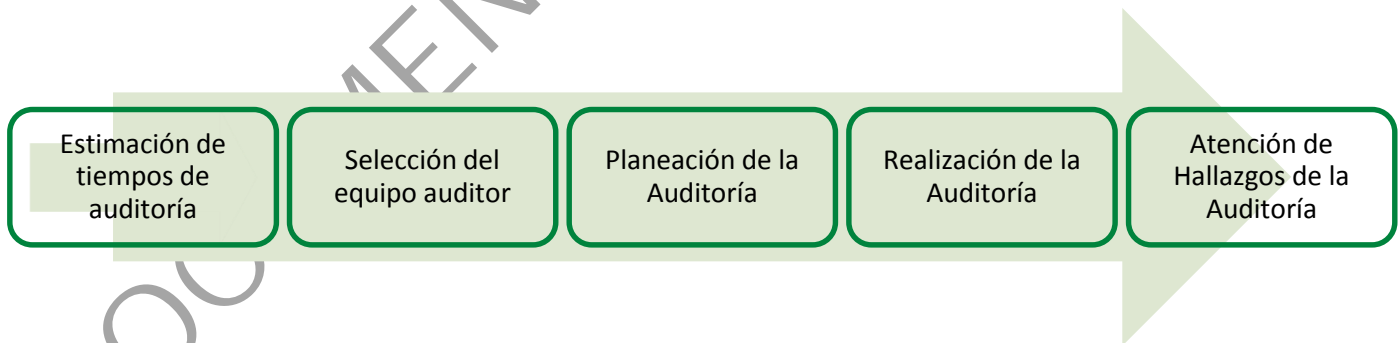 Estimación de
tiempos de
auditoría
Selección del
equipo auditor
Planeación de la
Auditoría
Realización de la
Auditoría
Atención de
Hallazgos de la
Auditoría